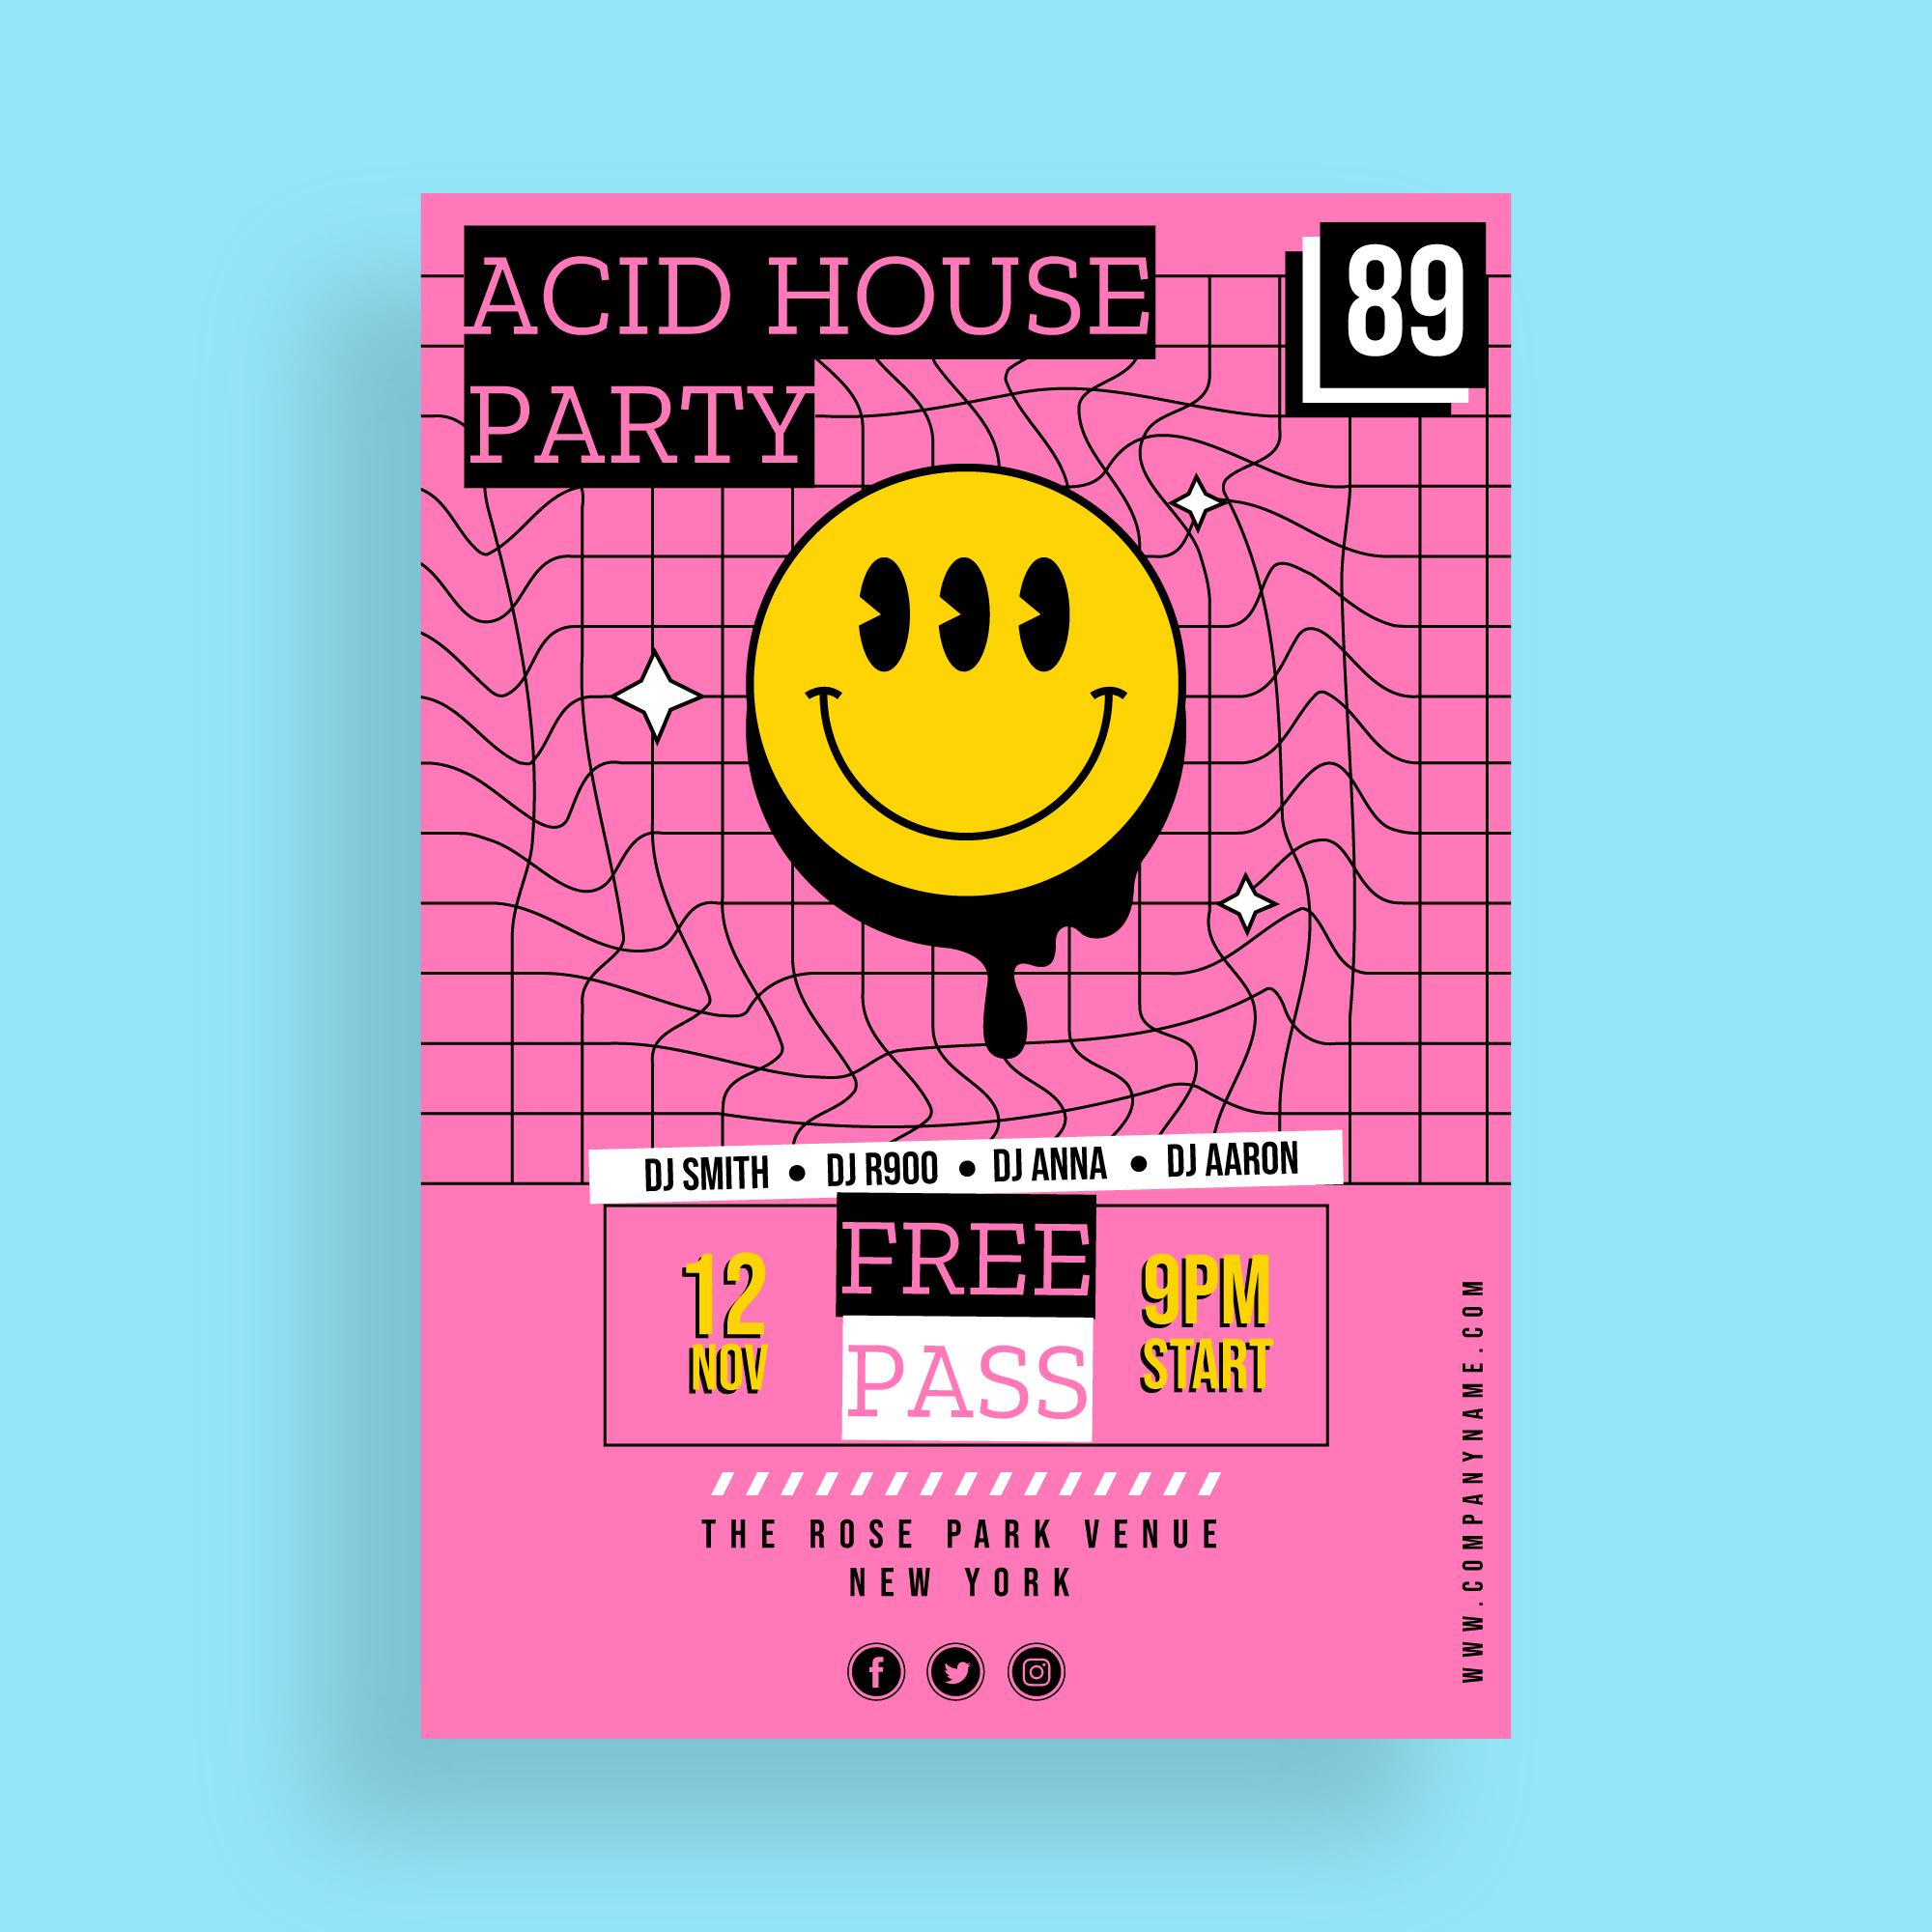 ACID HOUSE
PARTY
89
DJ SMITH • DJ R900 • DJ ANNA • DJ AARON
12
NOV
FREE
PASS
9PM
START
THE ROSE PARK VENUE
NEW YORK
WWW.COMPANYNAME.COM